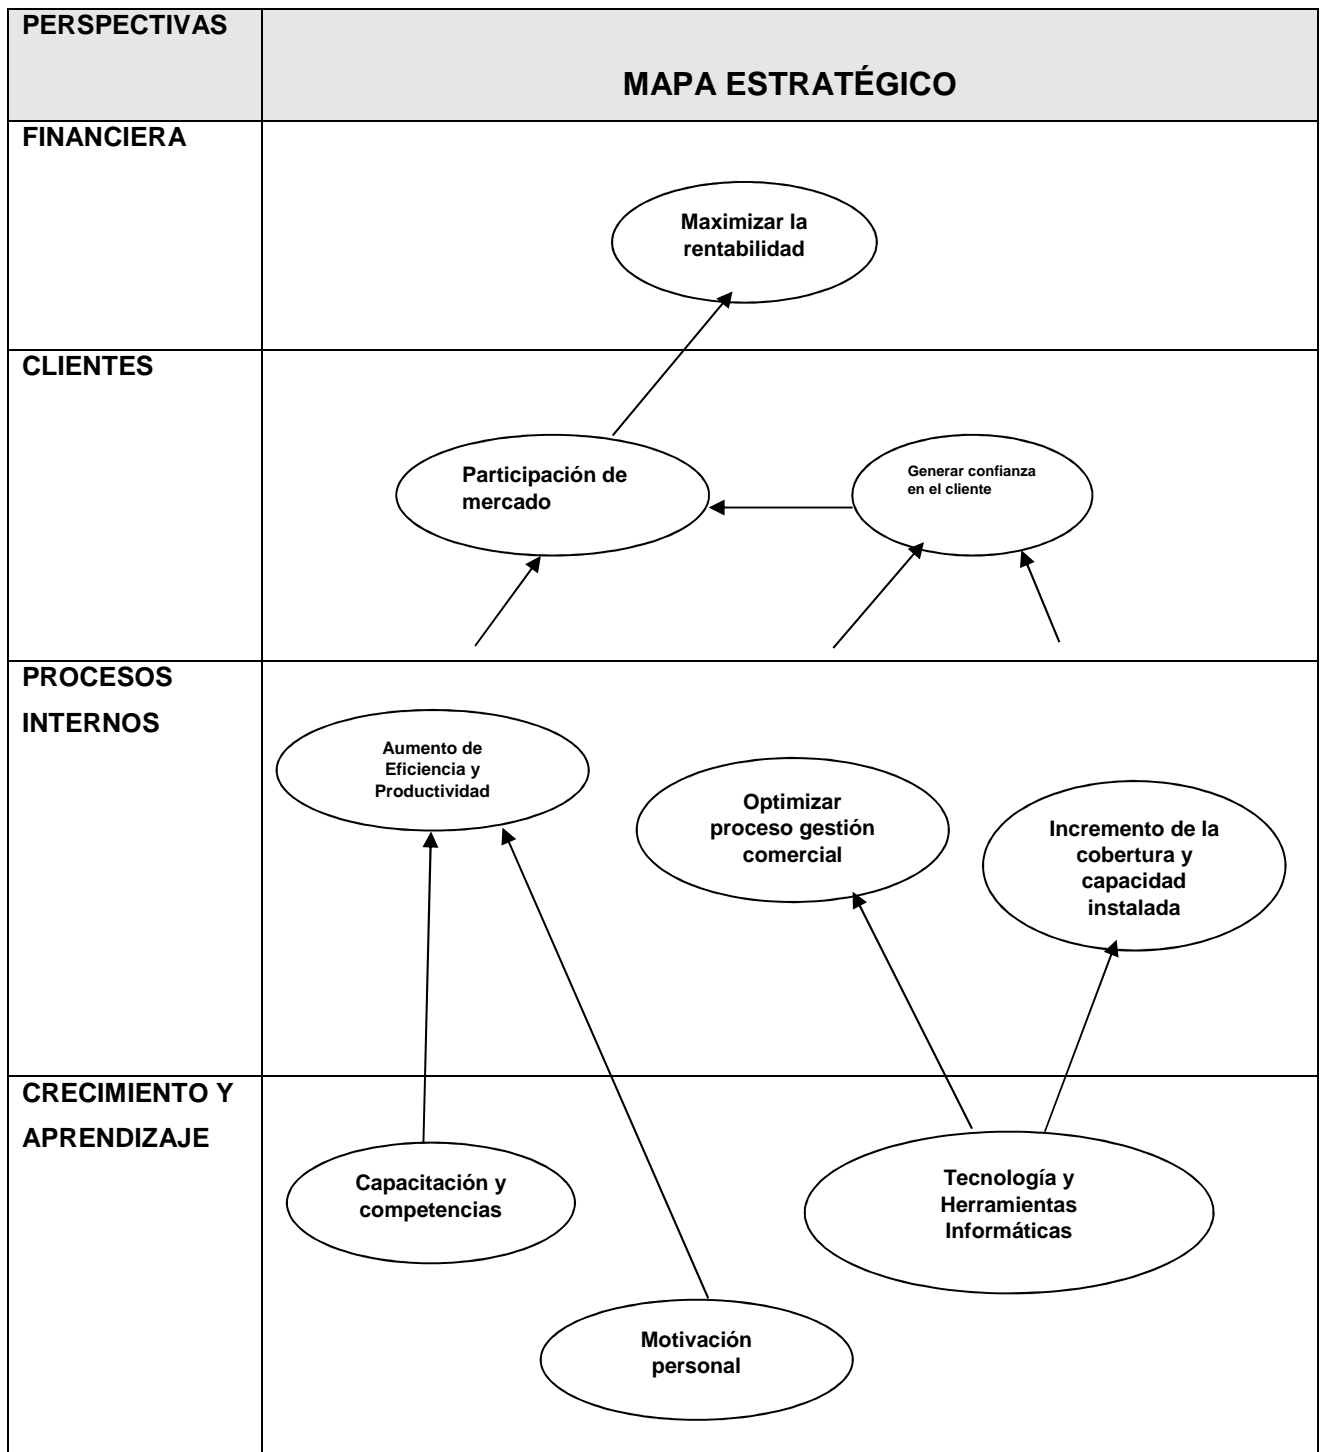 PERSPECTIVAS
MAPA ESTRATÉGICO
FINANCIERA
Maximizar la
rentabilidad
CLIENTES
Participación de
mercado
Generar confianza
en el cliente
PROCESOS
INTERNOS
Aumento de
Eficiencia y
Productividad
Optimizar
proceso gestión
comercial
Incremento de la
cobertura y
capacidad
instalada
CRECIMIENTO Y
APRENDIZAJE
Capacitación y
competencias
Tecnología y
Herramientas
Informáticas
Motivación
personal